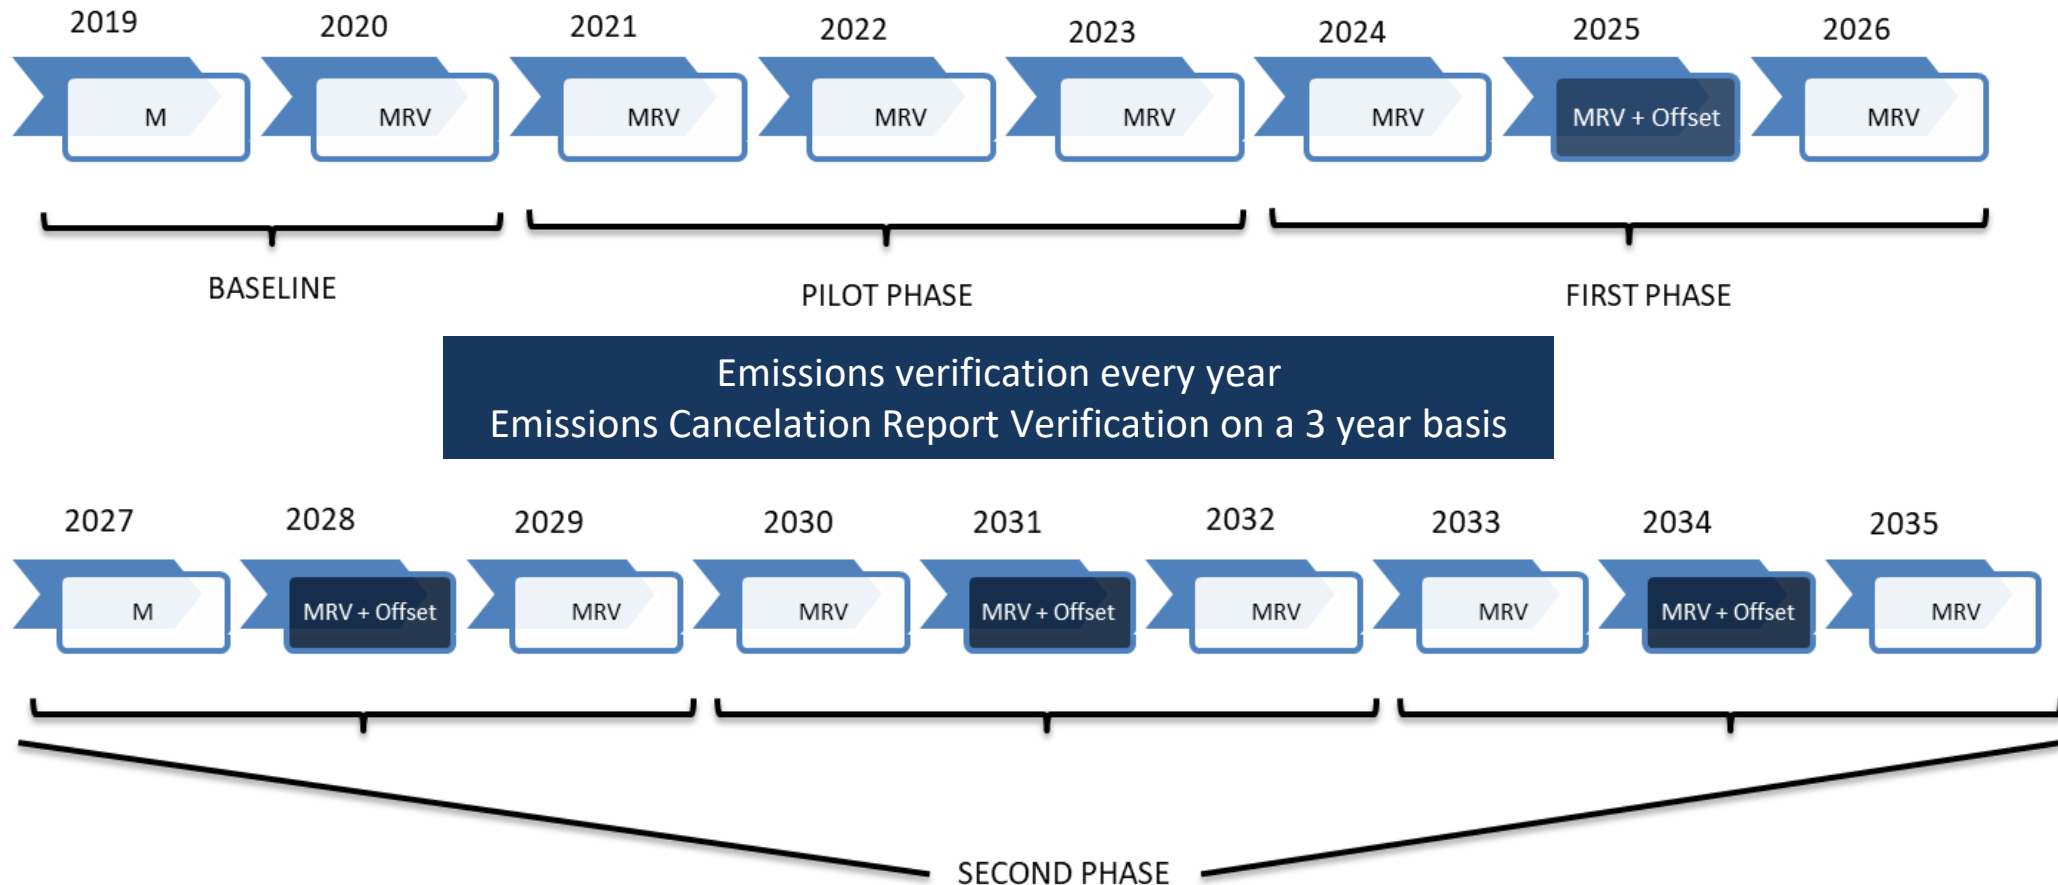 2019 2020 2021 2022 2023 2024 2025 2026
M MRV MRV MRV MRV MRV MRV + Offset MRV
BASELINE PILOT PHASE FIRST PHASE
Emissions verification every year
Emissions Cancelation Report Verification on a 3 year basis
2027 2028 2029 2030 2031 2032 2033 2034 2035
M MRV + Offset MRV MRV MRV + Offset MRV MRV MRV + Offset MRV
SECOND PHASE